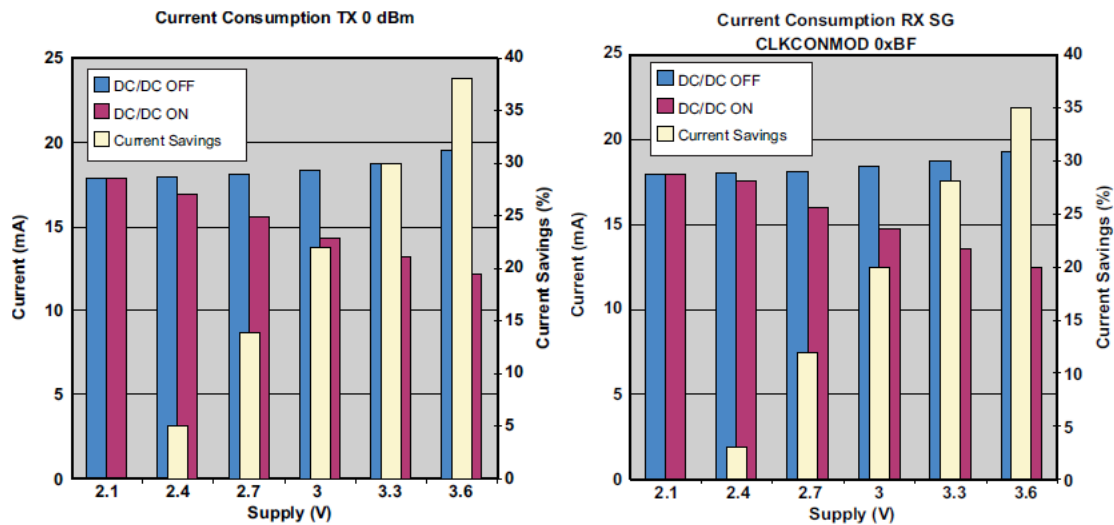 Current Consumption TX 0 dBm
25
20
15
10
5
0
Current (mA)
DC/DC OFF
DC/DC ON
Current Savings
40
35
30
25
20
15
10
5
0
Current Savings (%)
2.1 2.4 2.7 3 3.3 3.6
Supply (V)
Current Consumption RX SG
CLKCONMOD 0xBF
25
20
15
10
5
0
Current (mA)
DC/DC OFF
DC/DC ON
Current Savings
40
35
30
25
20
15
10
5
0
Current Savings (%)
2.1 2.4 2.7 3 3.3 3.6
Supply (V)